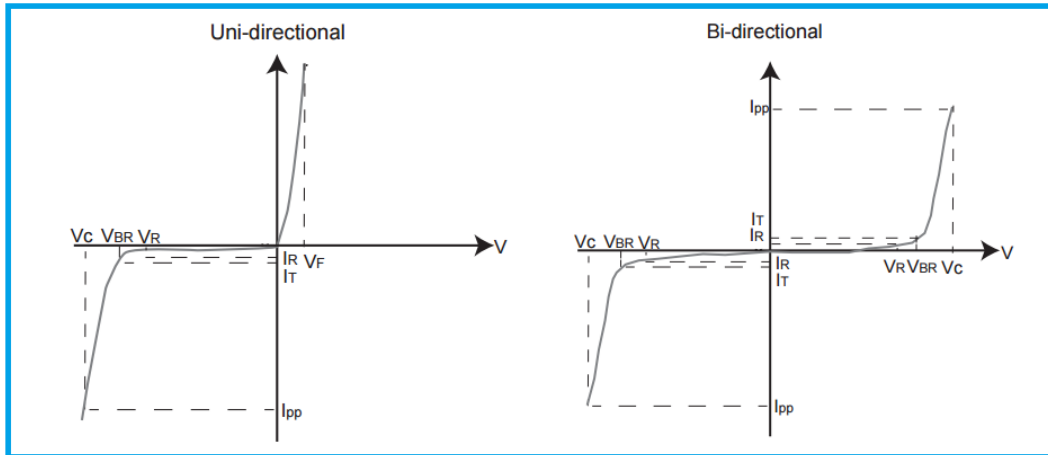 Uni-directional
Vc VBR VR
V
IR VF
IT
Ipp
Bi-directional
Ipp
IT
IR
Vc VBR VR
V
IR
IT
VR VBR Vc
Ipp